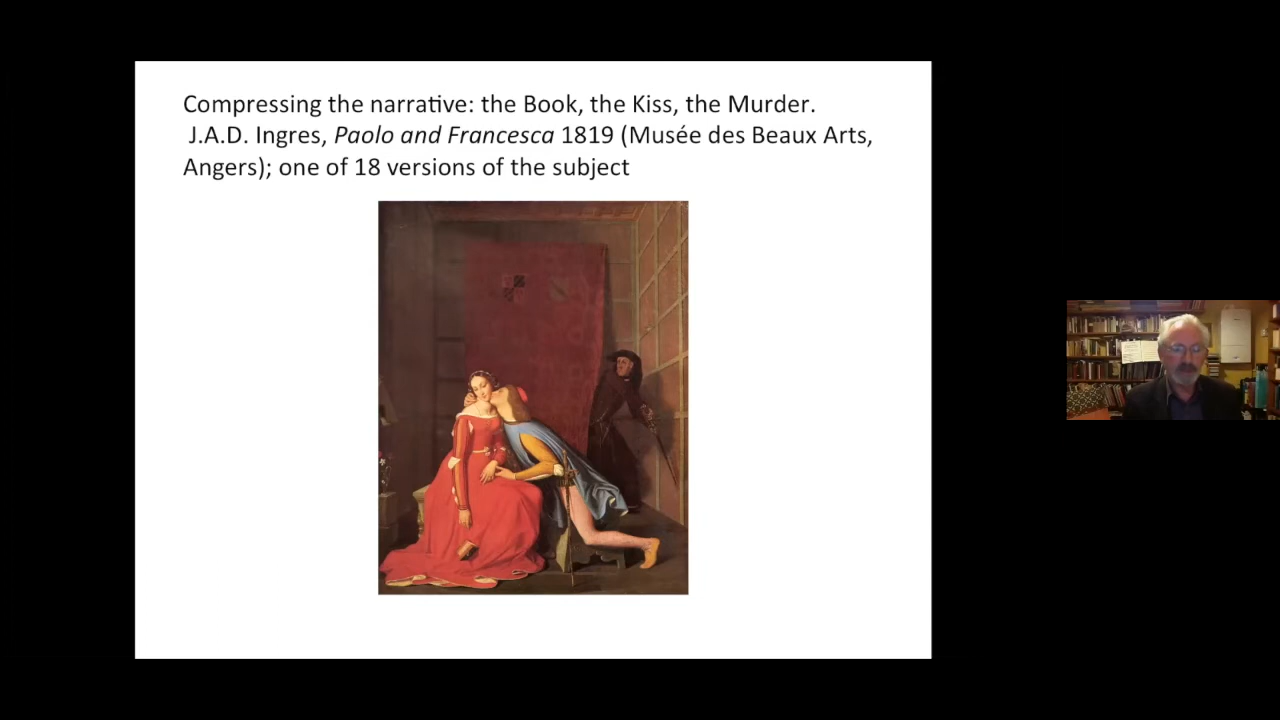 Compressing the narrative: the Book, the Kiss, the Murder.
J.A.D. Ingres, Paolo and Francesca 1819 (Musée des Beaux Arts,
Angers); one of 18 versions of the subject